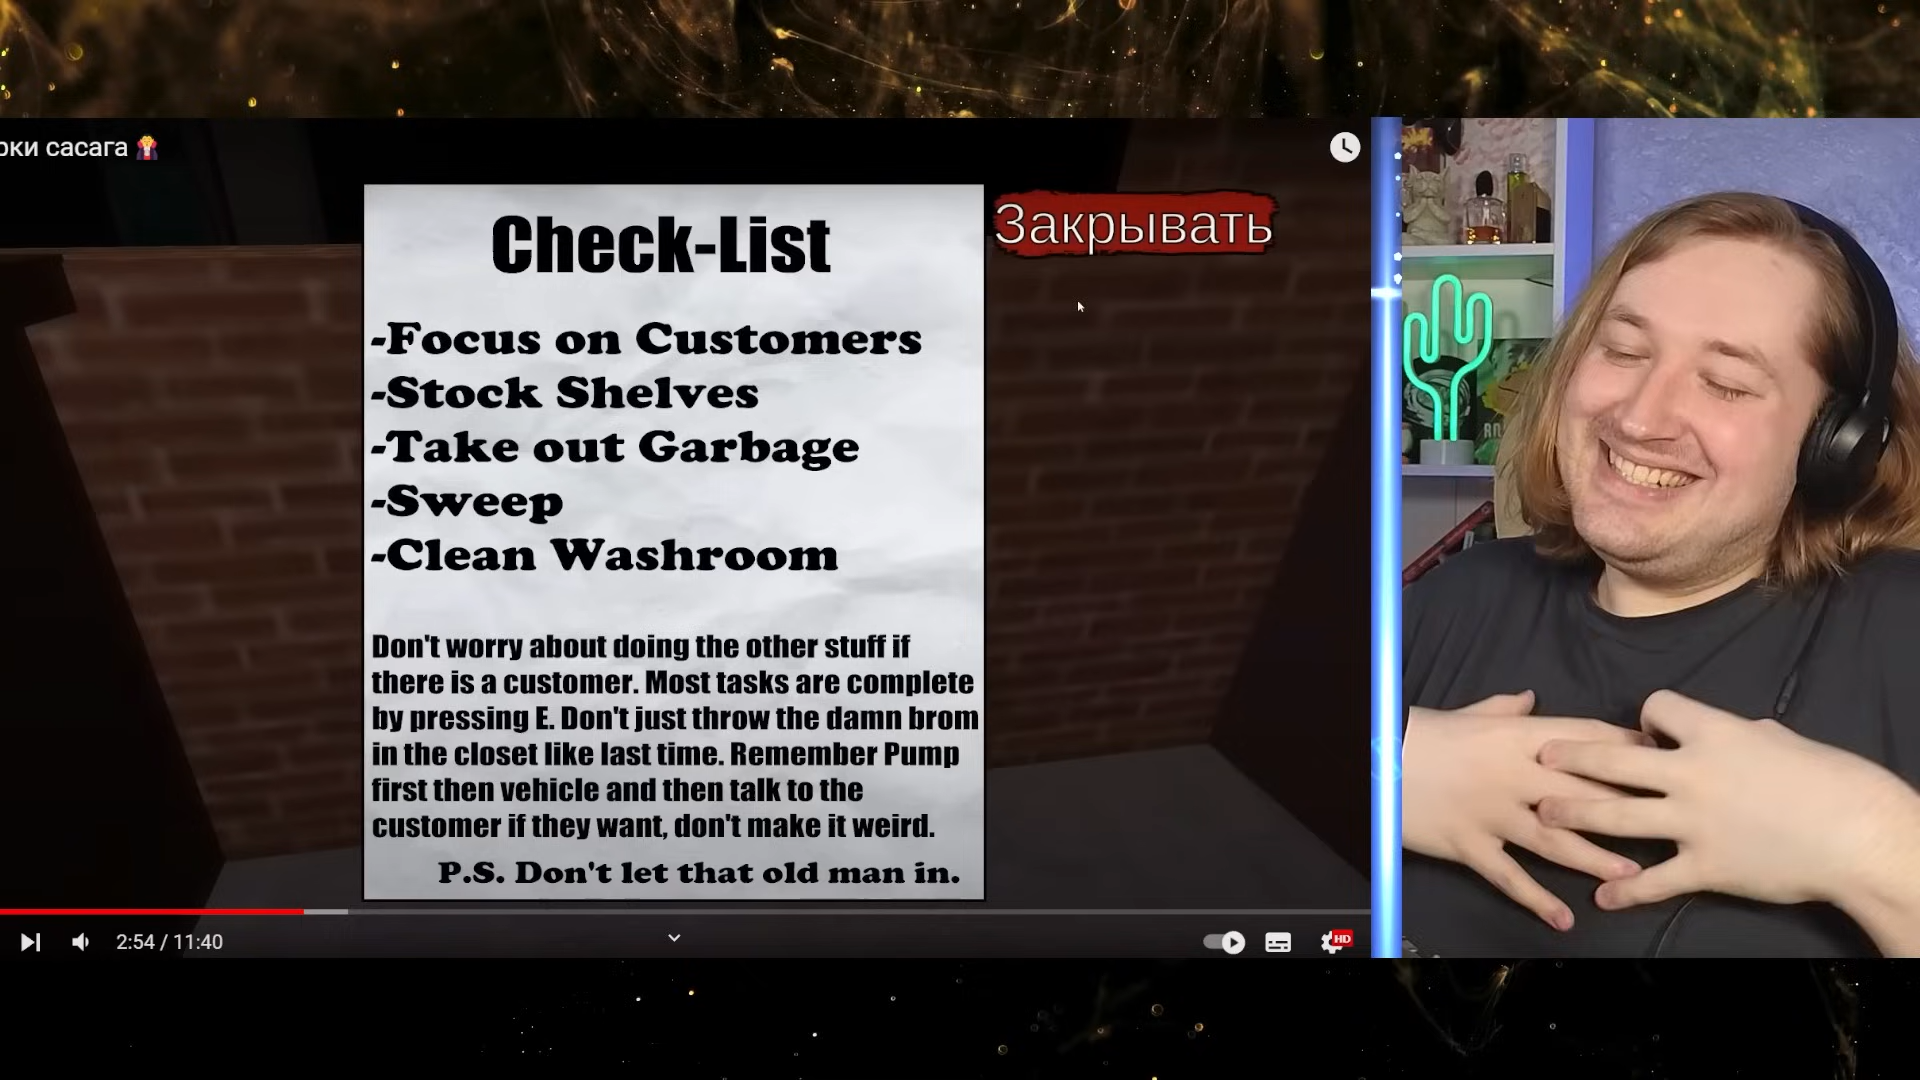 рки сасага
Check-List
Закрывать
-Focus on Customers
-Stock Shelves
-Take out Garbage
-Sweep
-Clean Washroom
Don't worry about doing the other stuff if
there is a customer. Most tasks are complete
by pressing E. Don't just throw the damn brom
in the closet like last time. Remember Pump
first then vehicle and then talk to the
customer if they want, don't make it weird.
P.S. Don't let that old man in.
2:54 / 11:40
HD